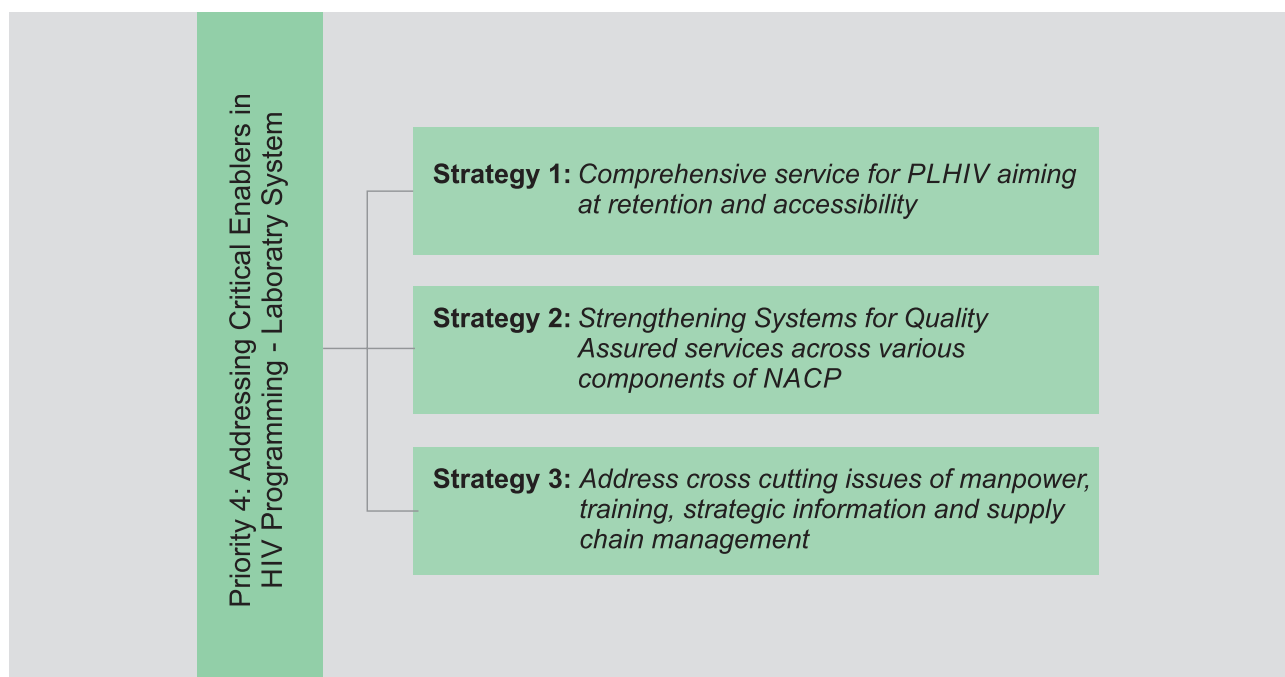 Priority 4: Addressing Critical Enablers in
HIV Programming - Laboratry System
Strategy 1: Comprehensive service for PLHIV aiming
at retention and accessibility
Strategy 2: Strengthening Systems for Quality
Assured services across various
components of NACP
Strategy 3: Address cross cutting issues of manpower,
training, strategic information and supply
chain management